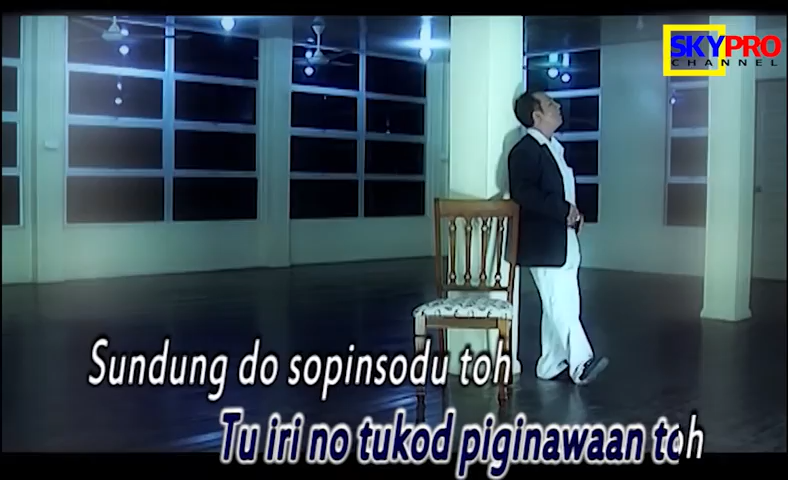 SKYPRO
CHANNEL
Sundung do sopinsodu toh
Tu iri no tukod piginawaan toh